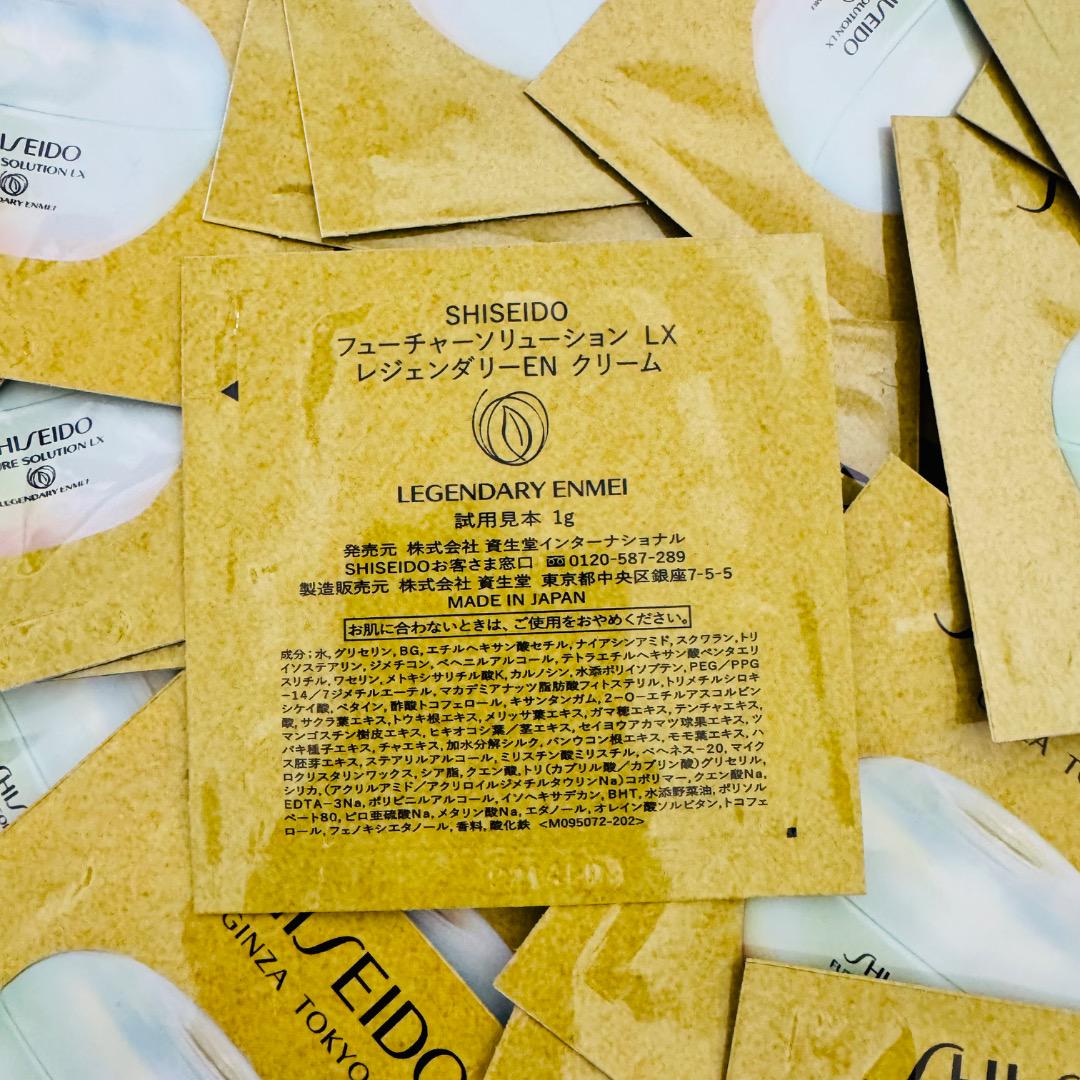 SHISEIDO
フューチャーソリューション LX
レジェンダリーEN クリーム
LEGENDARY ENMEI
試用見本 1g
発売元 株式会社 資生堂インターナショナル
SHISEIDOお客さま窓口 0120-587-289
製造販売元 株式会社 資生堂 東京都中央区銀座7-5-5
MADE IN JAPAN
お肌に合わないときは、ご使用をおやめください。
成分；水, グリセリン, BG, エチルヘキサン酸セチル, ナイアシンアミド, スクワラン, トリ
イソステアリン, ジメチコン, ベヘニルアルコール, テトラエチルヘキサン酸ペンタエリ
スリチル, ワセリン, メトキシサリチル酸K, カルノシン, 水添ポリイソブテン, PEG／PPG
-14／7ジメチルエーテル, マカデミアナッツ脂肪酸フィトステリル, トリメチルシロキ
シケイ酸, ベタイン, 酢酸トコフェロール, キサンタンガム, 2-O-エチルアスコルビン
酸, サクラ葉エキス, トウキ根エキス, メリッサ葉エキス, ガマ穂エキス, テンチャエキス,
マンゴスチン樹皮エキス, ヒキオコシ葉／茎エキス, セイヨウアカマツ球果エキス, ツ
バキ種子エキス, チャエキス, 加水分解シルク, バンウコン根エキス, モモ葉エキス, ハ
ス胚芽エキス, ステアリルアルコール, ミリスチン酸ミリスチル, ベヘネス-20, マイク
ロクリスタリンワックス, シア脂, クエン酸, トリ(カプリル酸／カプリン酸)グリセリル,
シリカ, (アクリルアミド／アクリロイルジメチルタウリンNa)コポリマー, クエン酸Na,
EDTA-3Na, ポリビニルアルコール, イソヘキサデカン, BHT, 水添野菜油, ポリソル
ベート80, ピロ亜硫酸Na, メタリン酸Na, エタノール, オレイン酸ソルビタン, トコフェ
ロール, フェノキシエタノール, 香料, 酸化鉄 <M095072-202>
SHISEIDO
SOLUTION LX
SHISEIDO
SOLUTION LX
LEGENDARY ENMEI
SHISEIDO
GINZA TOKYO